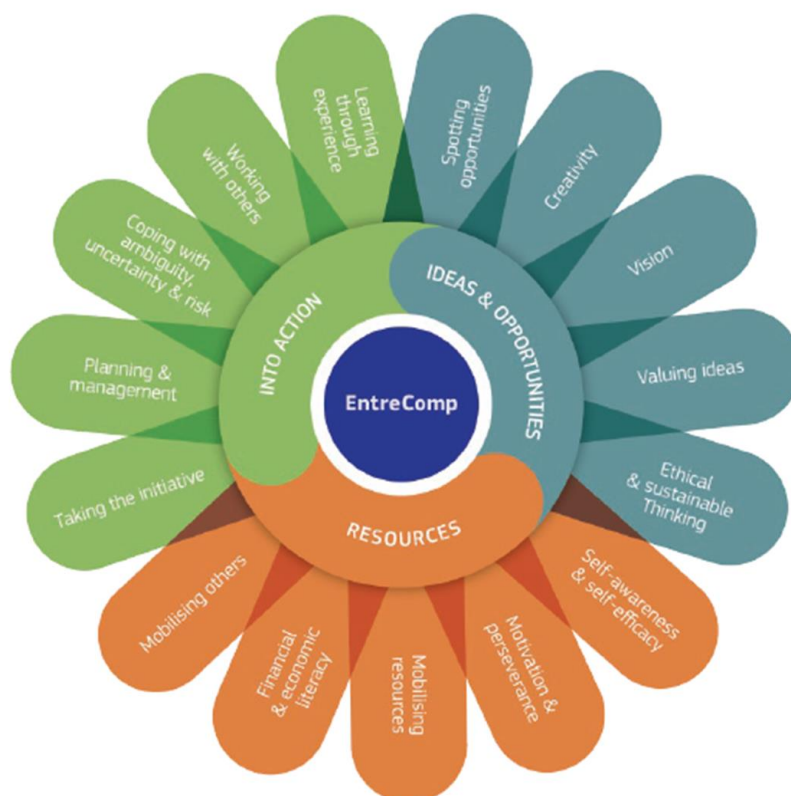 EntreComp
IDEAS & OPPORTUNITIES
Spotting
opportunities
Creativity
Vision
Valuing ideas
Ethical
& sustainable
Thinking
RESOURCES
Self-awareness
& self-efficacy
Motivation &
perseverance
Mobilising
resources
Financial
& economic
literacy
Mobilising others
INTO ACTION
Taking the initiative
Planning &
management
Coping with
ambiguity,
uncertainty & risk
Working
with others
Learning
through
experience